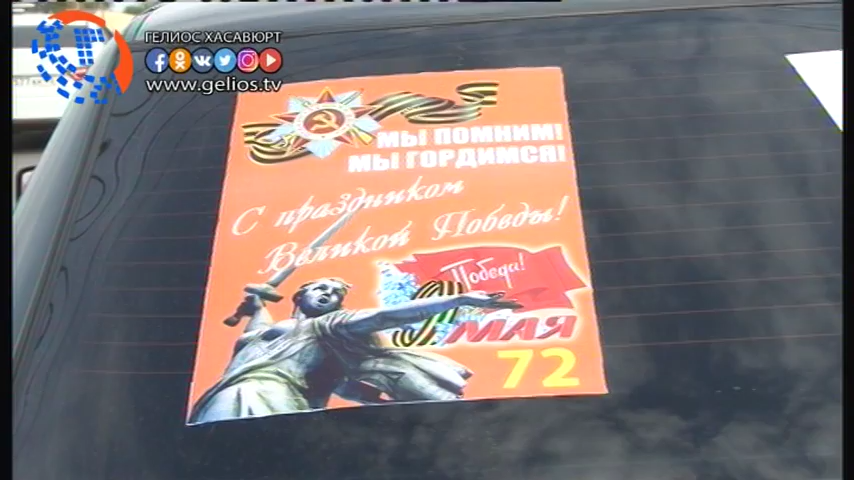 ГЕЛИОС ХАСАВЮРТ
www.gelios.tv
МЫ ПОМНИМ!
МЫ ГОРДИМСЯ!
С праздником
Великой Победы!
Победа!
9 МАЯ
72